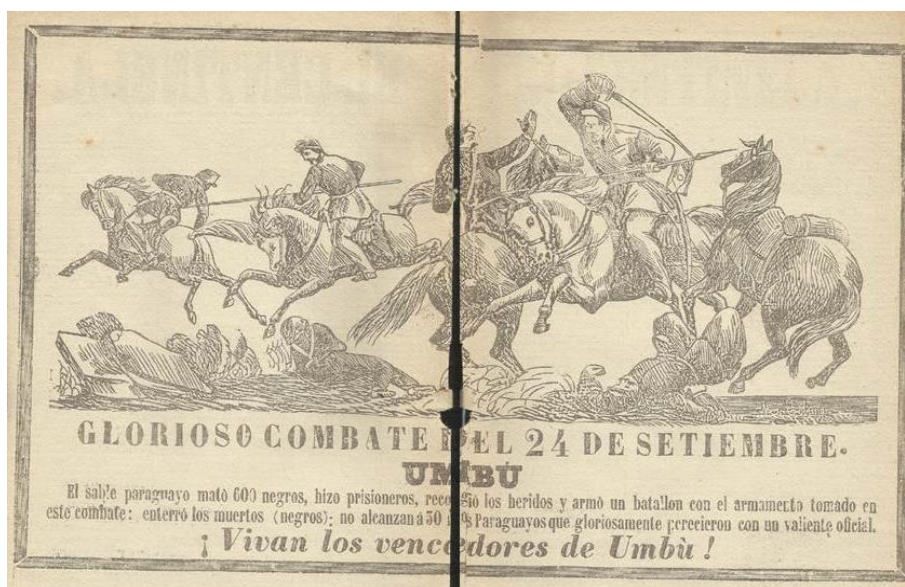 GLORIOSO COMBATE DEL 24 DE SETIEMBRE.
UMBÙ
El sable paraguayo matò 600 negros, hizo prisioneros, recogió los heridos y armò un batallon con el armamento tomado en
este combate: enterrò los muertos (negros): no alcanzan á 30 los Paraguayos que gloriosamente perecieron con un valiente oficial.
¡ Vivan los vencedores de Umbù !